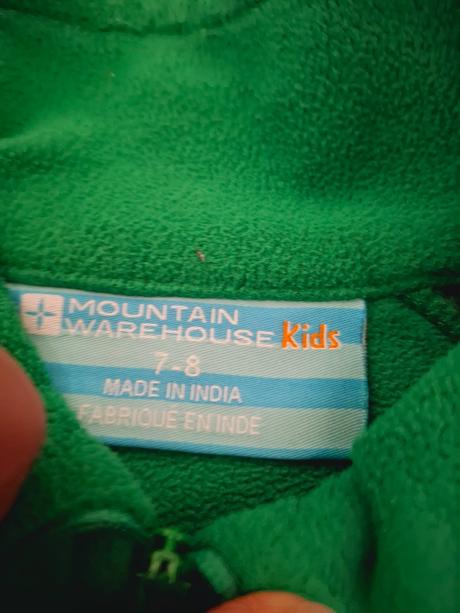 MOUNTAIN
WAREHOUSE Kids
7-8
MADE IN INDIA
FABRIQUÉ EN INDE